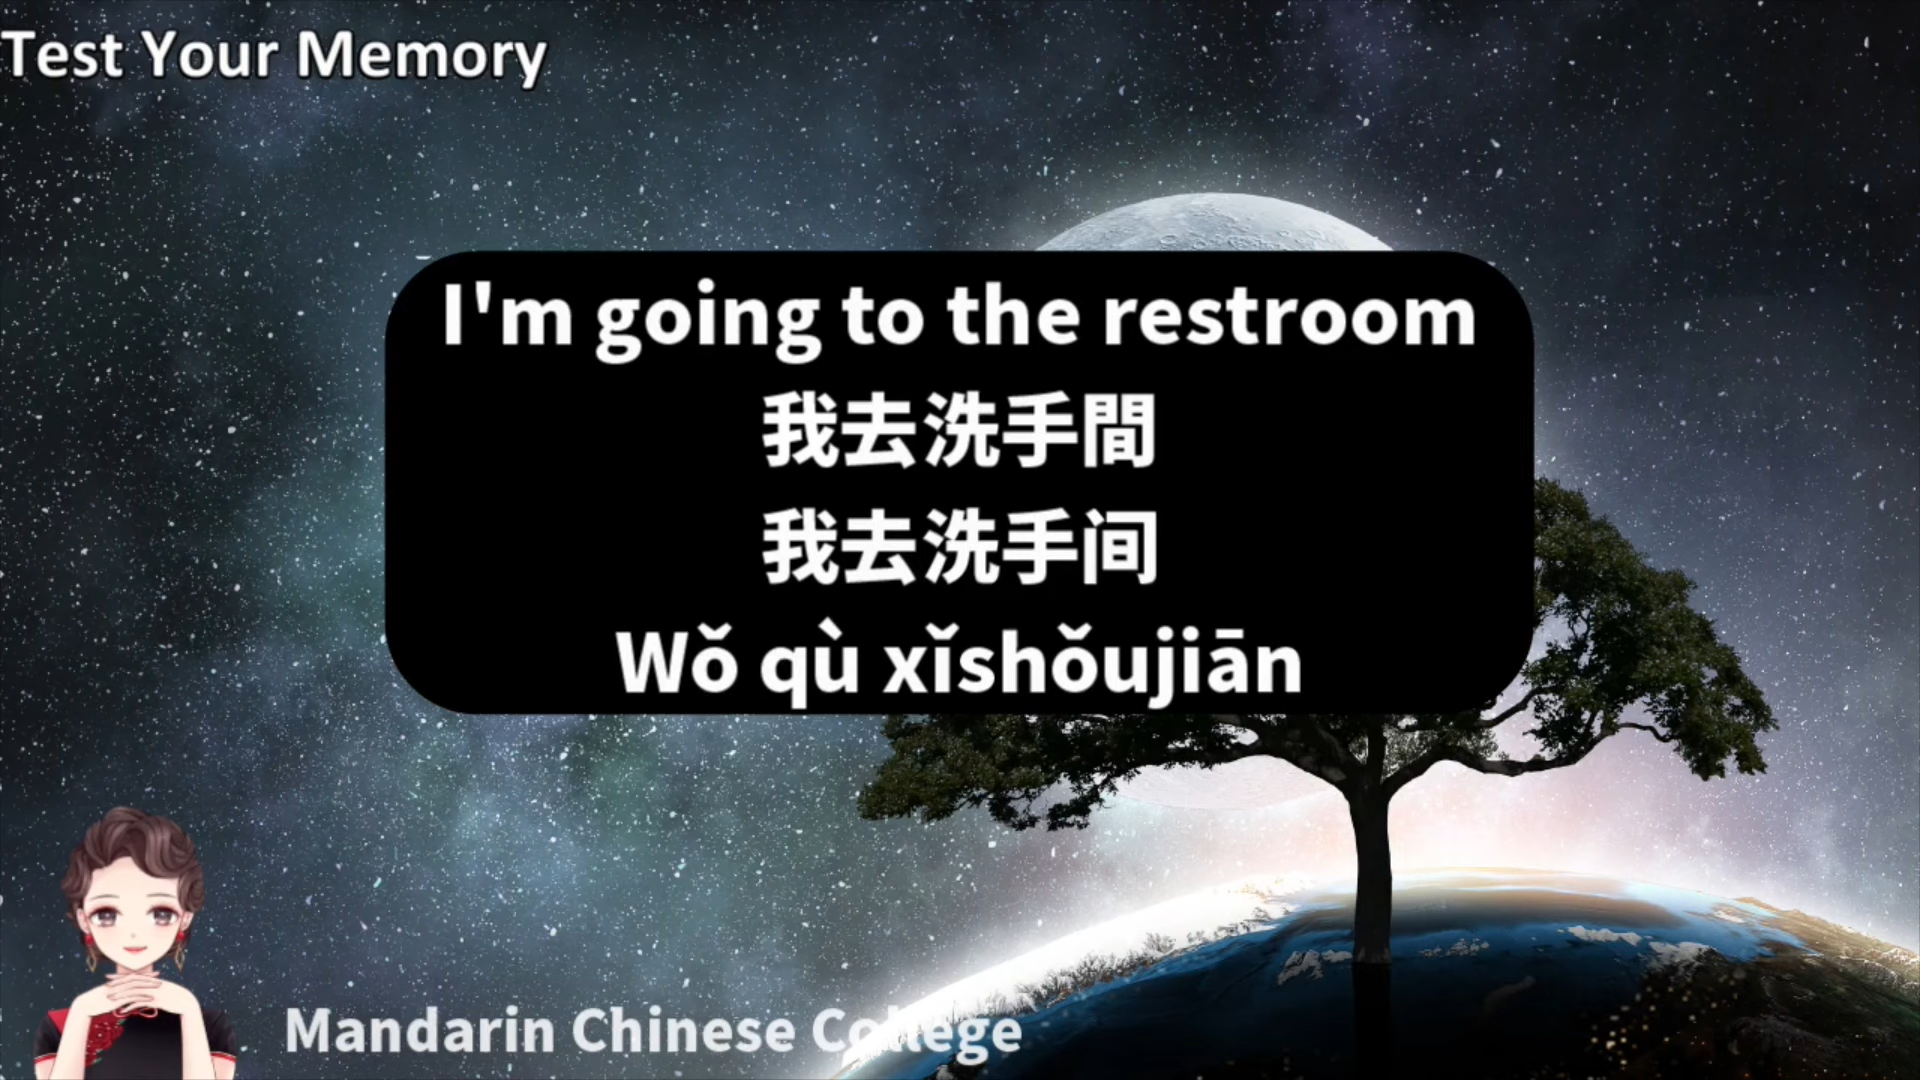 Test Your Memory
I'm going to the restroom
我去洗手間
我去洗手间
Wǒ qù xǐshǒujiān
Mandarin Chinese College